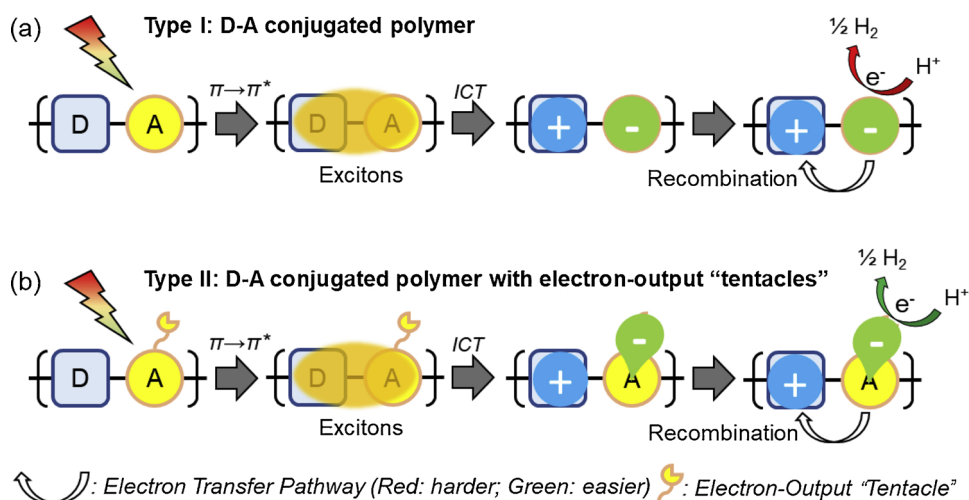 (a) Type I: D-A conjugated polymer
½ H₂
e⁻ H⁺
π→π* ICT
D A D A + - + -
Excitons Recombination
(b) Type II: D-A conjugated polymer with electron-output “tentacles”
½ H₂
e⁻ H⁺
π→π* ICT
D A D A + - A + - A
Excitons Recombination
: Electron Transfer Pathway (Red: harder; Green: easier) : Electron-Output “Tentacle”